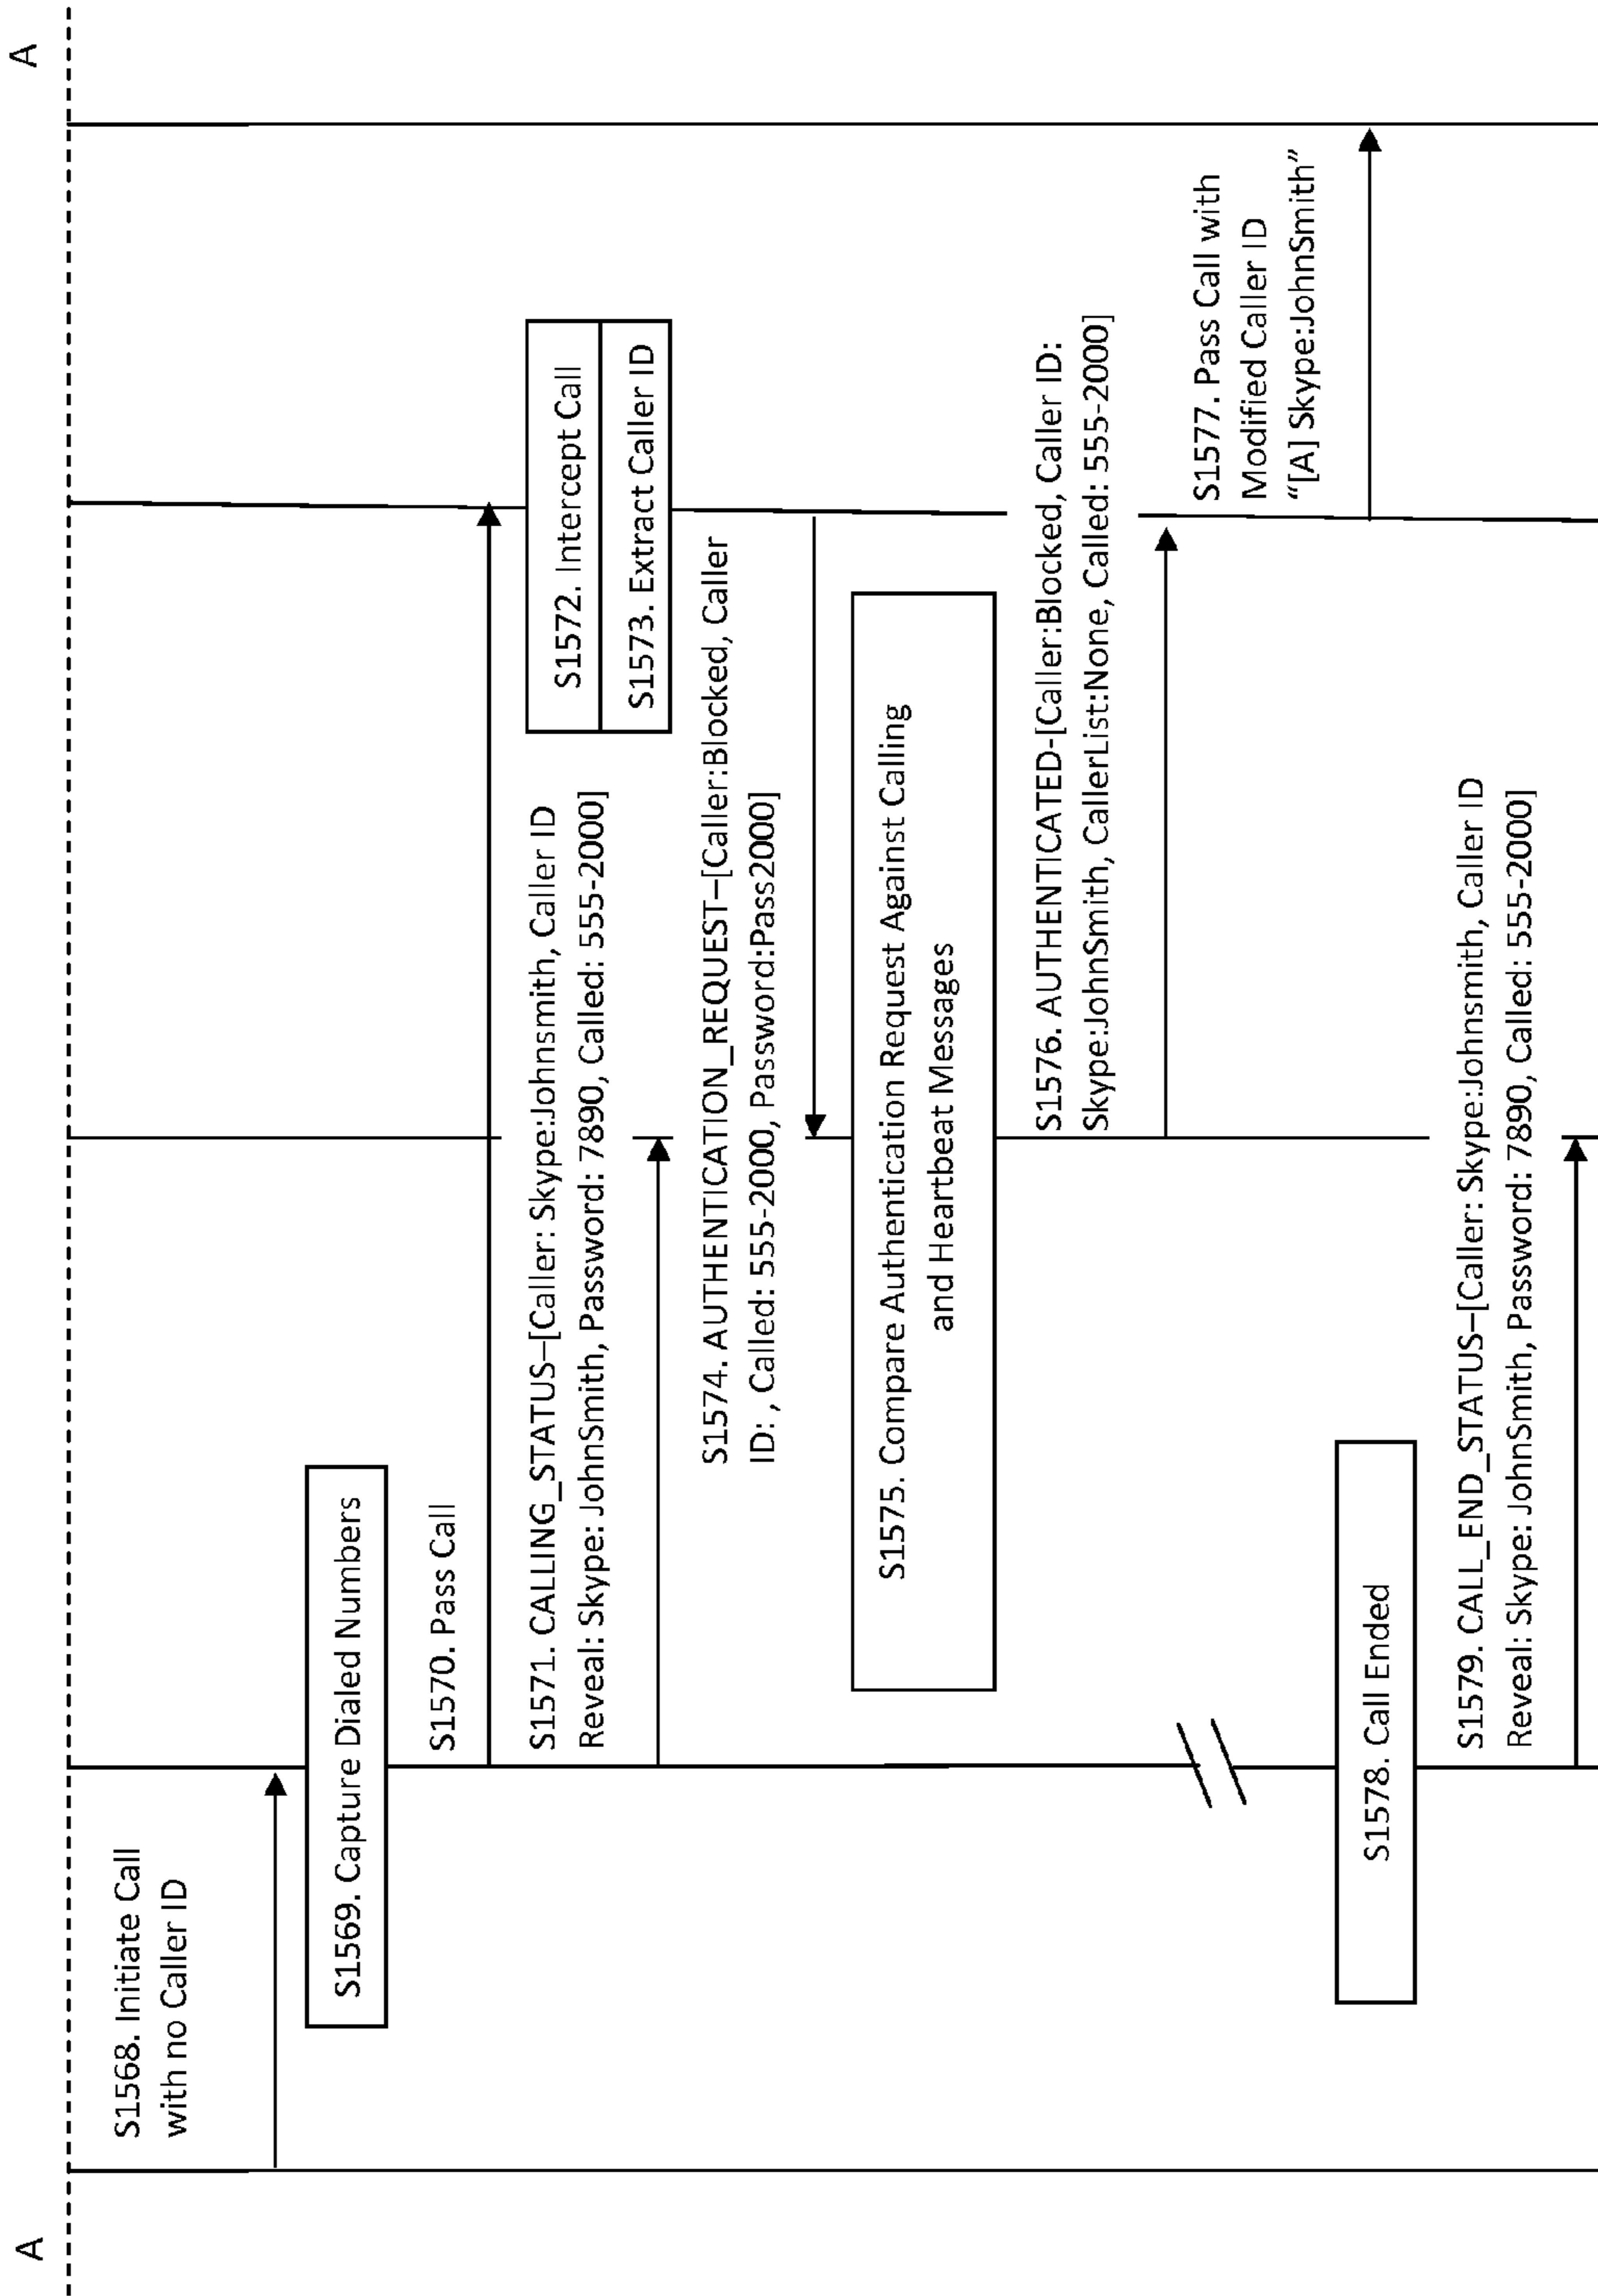 A
A
S1568. Initiate Call
with no Caller ID
S1569. Capture Dialed Numbers
S1570. Pass Call
S1571. CALLING_STATUS–[Caller: Skype:Johnsmith, Caller ID
Reveal: Skype: JohnSmith, Password: 7890, Called: 555-2000]
S1572. Intercept Call
S1573. Extract Caller ID
S1574. AUTHENTICATION_REQUEST–[Caller:Blocked, Caller
ID: , Called: 555-2000, Password:Pass2000]
S1575. Compare Authentication Request Against Calling
and Heartbeat Messages
S1576. AUTHENTICATED-[Caller:Blocked, Caller ID:
Skype:JohnSmith, CallerList:None, Called: 555-2000]
S1577. Pass Call with
Modified Caller ID
“[A] Skype:JohnSmith”
S1578. Call Ended
S1579. CALL_END_STATUS–[Caller: Skype:Johnsmith, Caller ID
Reveal: Skype: JohnSmith, Password: 7890, Called: 555-2000]